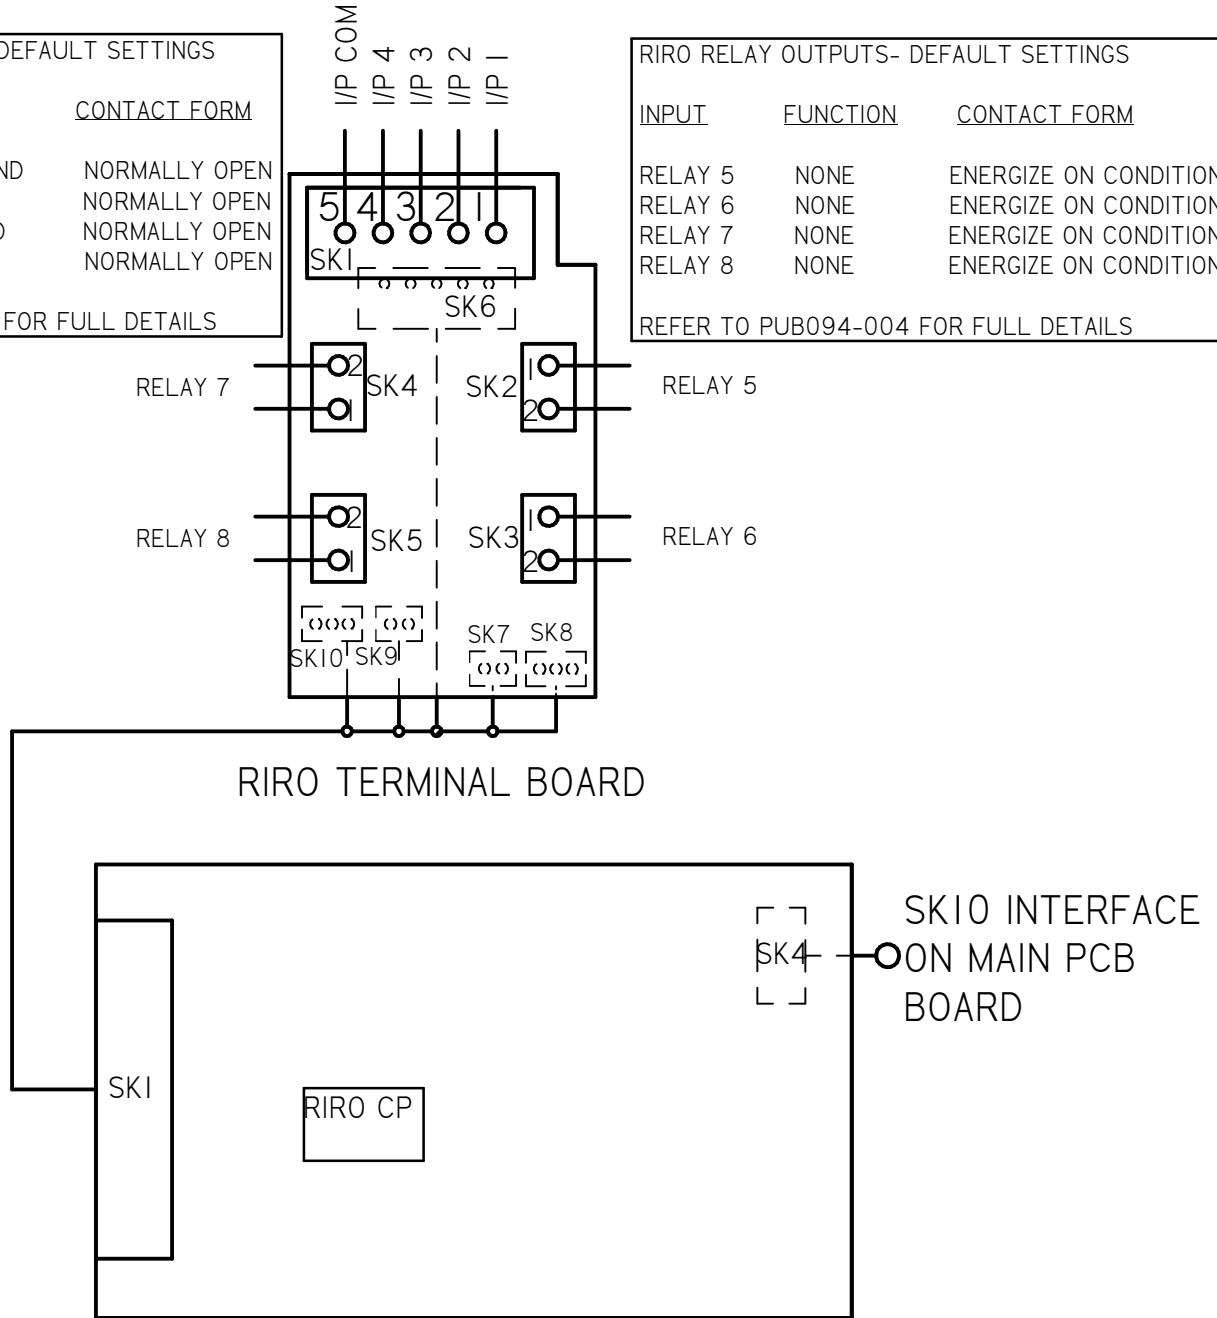 DEFAULT SETTINGS
CONTACT FORM
ND NORMALLY OPEN
NORMALLY OPEN
NORMALLY OPEN
NORMALLY OPEN
FOR FULL DETAILS
I/P COM
I/P 4
I/P 3
I/P 2
I/P 1
RIRO RELAY OUTPUTS- DEFAULT SETTINGS
INPUT FUNCTION CONTACT FORM
RELAY 5 NONE ENERGIZE ON CONDITION
RELAY 6 NONE ENERGIZE ON CONDITION
RELAY 7 NONE ENERGIZE ON CONDITION
RELAY 8 NONE ENERGIZE ON CONDITION
REFER TO PUB094-004 FOR FULL DETAILS
5 4 3 2 1
SK1
SK6
RELAY 7
2
1
SK4
SK2
1
2
RELAY 5
RELAY 8
2
1
SK5
SK3
1
2
RELAY 6
SK10
SK9
SK7
SK8
RIRO TERMINAL BOARD
SK1
RIRO CP
SK4
SK10 INTERFACE
ON MAIN PCB
BOARD